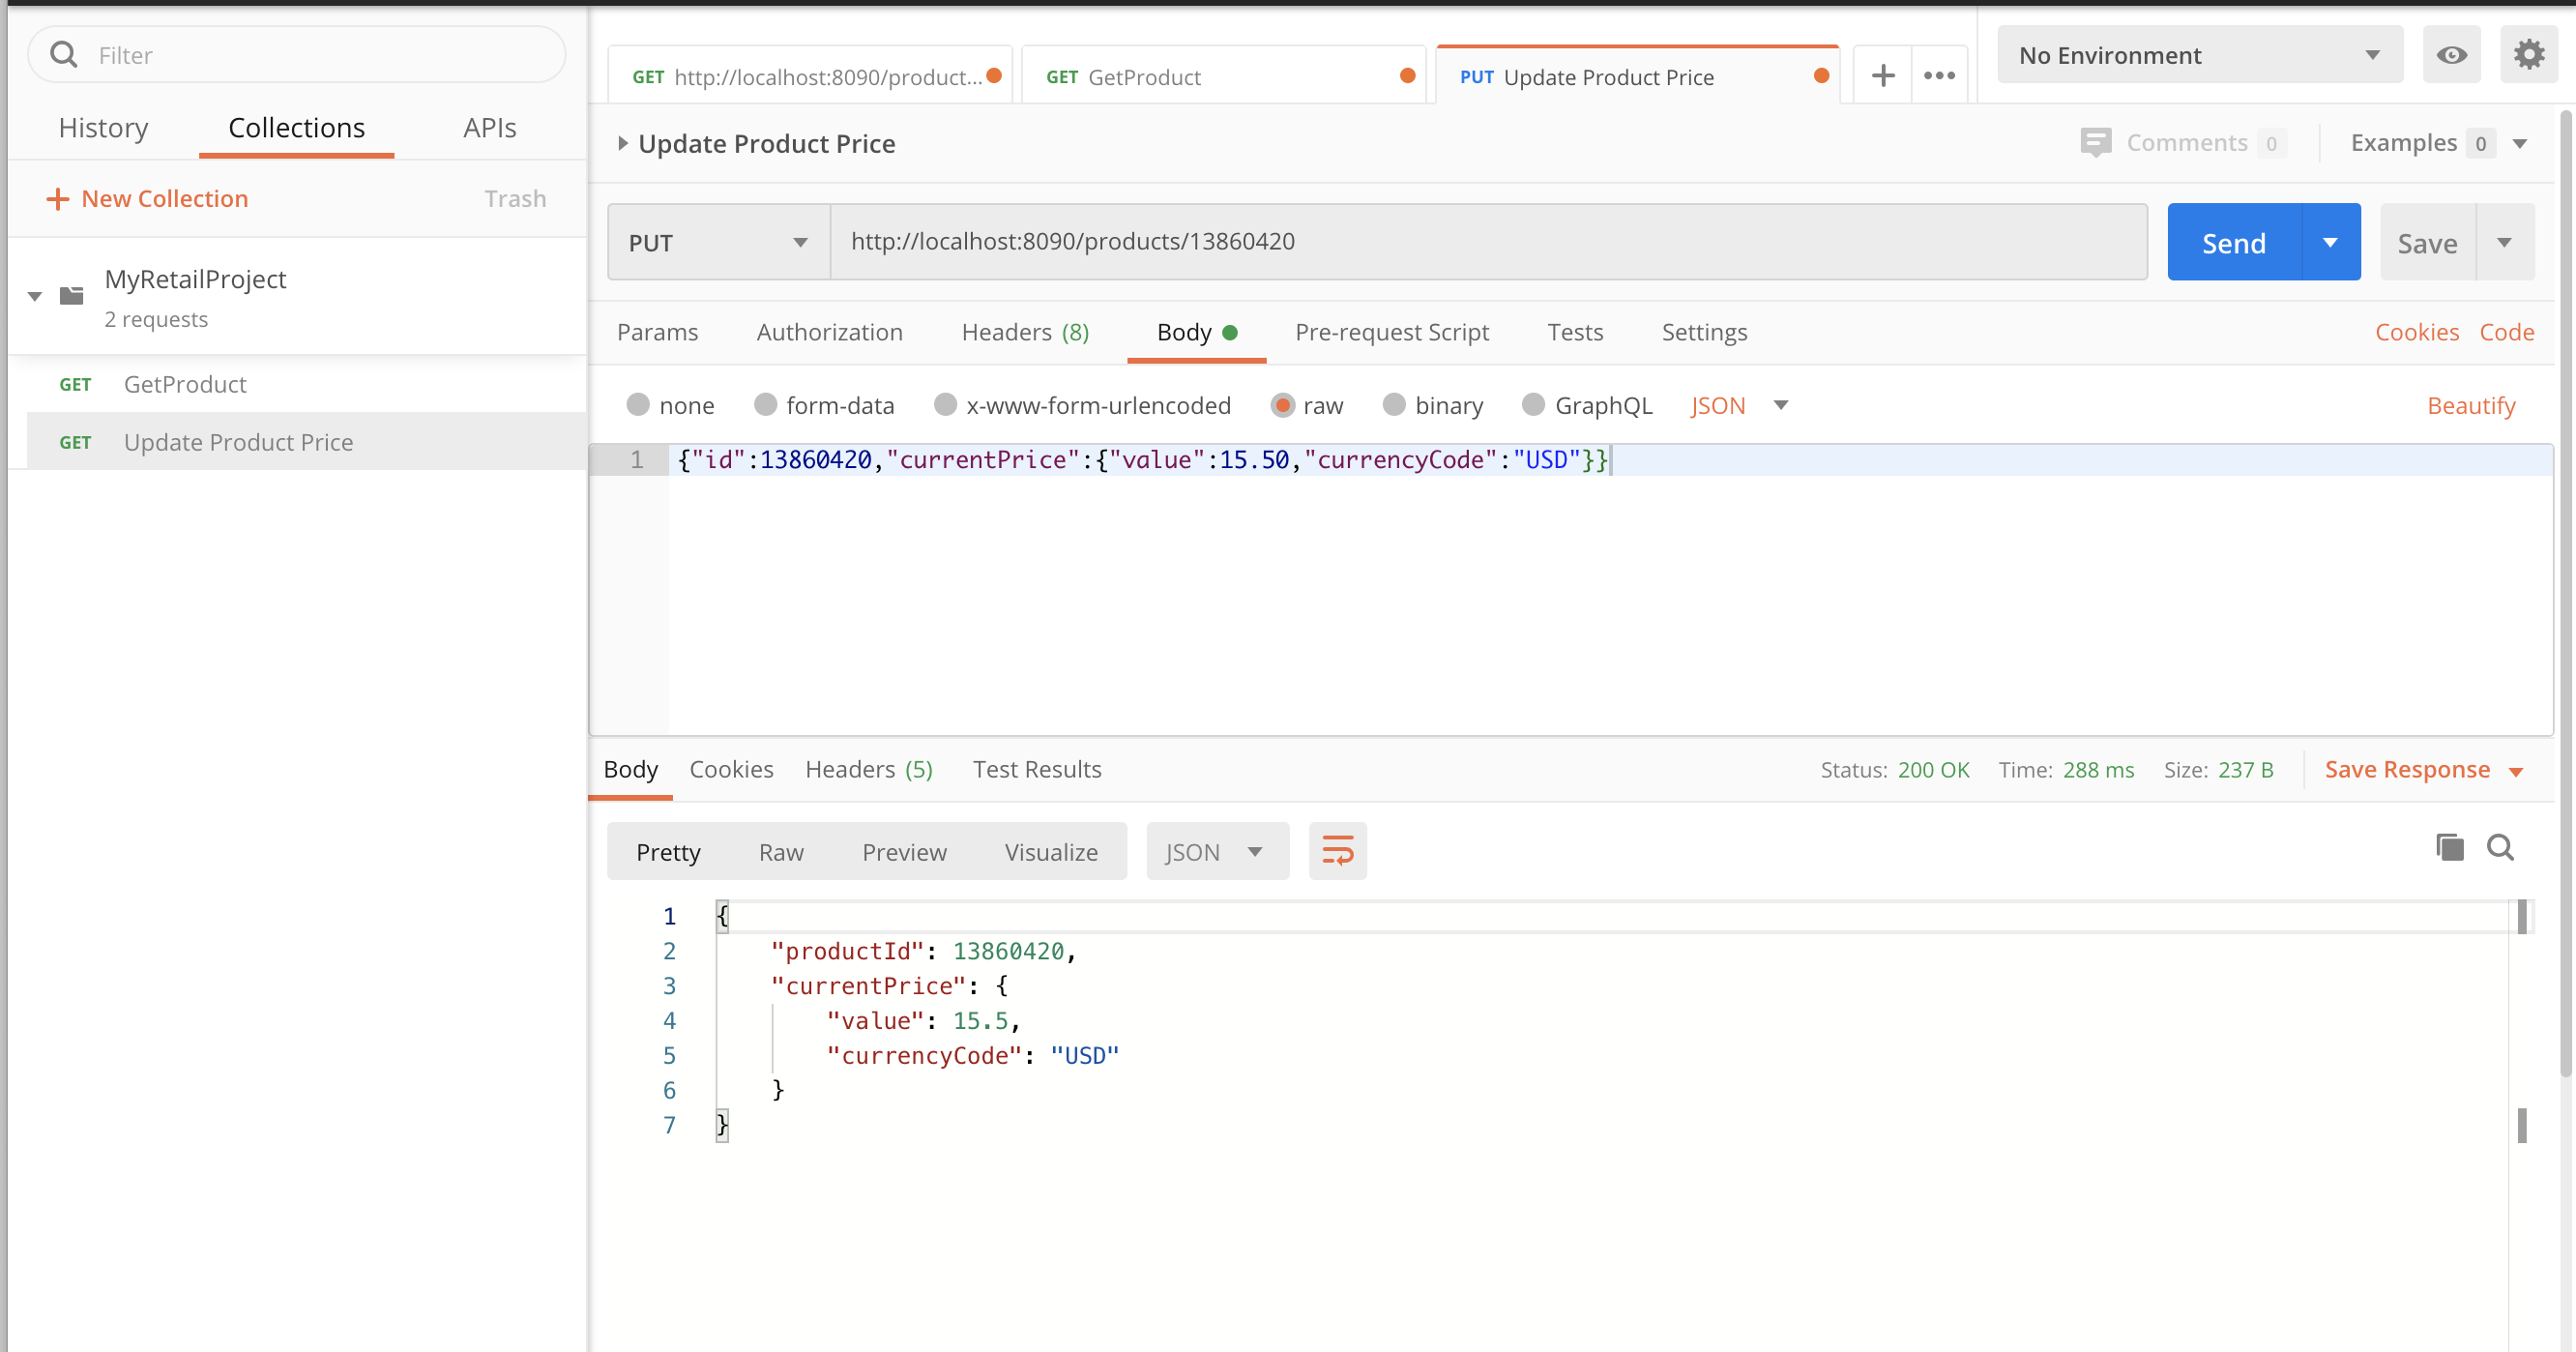 Filter
History Collections APIs
+ New Collection Trash
MyRetailProject
2 requests
GET GetProduct
GET Update Product Price
GET http://localhost:8090/product...
GET GetProduct
PUT Update Product Price
No Environment
Update Product Price
Comments 0 Examples 0
PUT http://localhost:8090/products/13860420 Send Save
Params Authorization Headers (8) Body Pre-request Script Tests Settings Cookies Code
none form-data x-www-form-urlencoded raw binary GraphQL JSON Beautify
1 {"id":13860420,"currentPrice":{"value":15.50,"currencyCode":"USD"}}
Body Cookies Headers (5) Test Results Status: 200 OK Time: 288 ms Size: 237 B Save Response
Pretty Raw Preview Visualize JSON
1 {
2 "productId": 13860420,
3 "currentPrice": {
4 "value": 15.5,
5 "currencyCode": "USD"
6 }
7 }